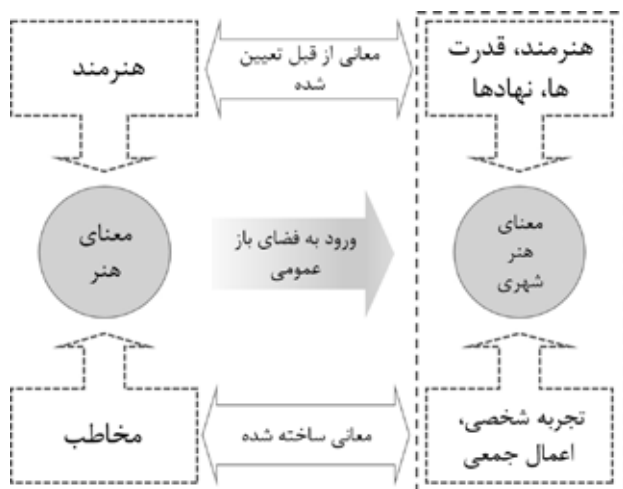 هنرمند، قدرت
ها، نهادها
معانی از قبل تعیین
شده
هنرمند
معنای
هنر
شهری
ورود به فضای باز
عمومی
معنای
هنر
تجربه شخصی،
اعمال جمعی
معانی ساخته شده
مخاطب